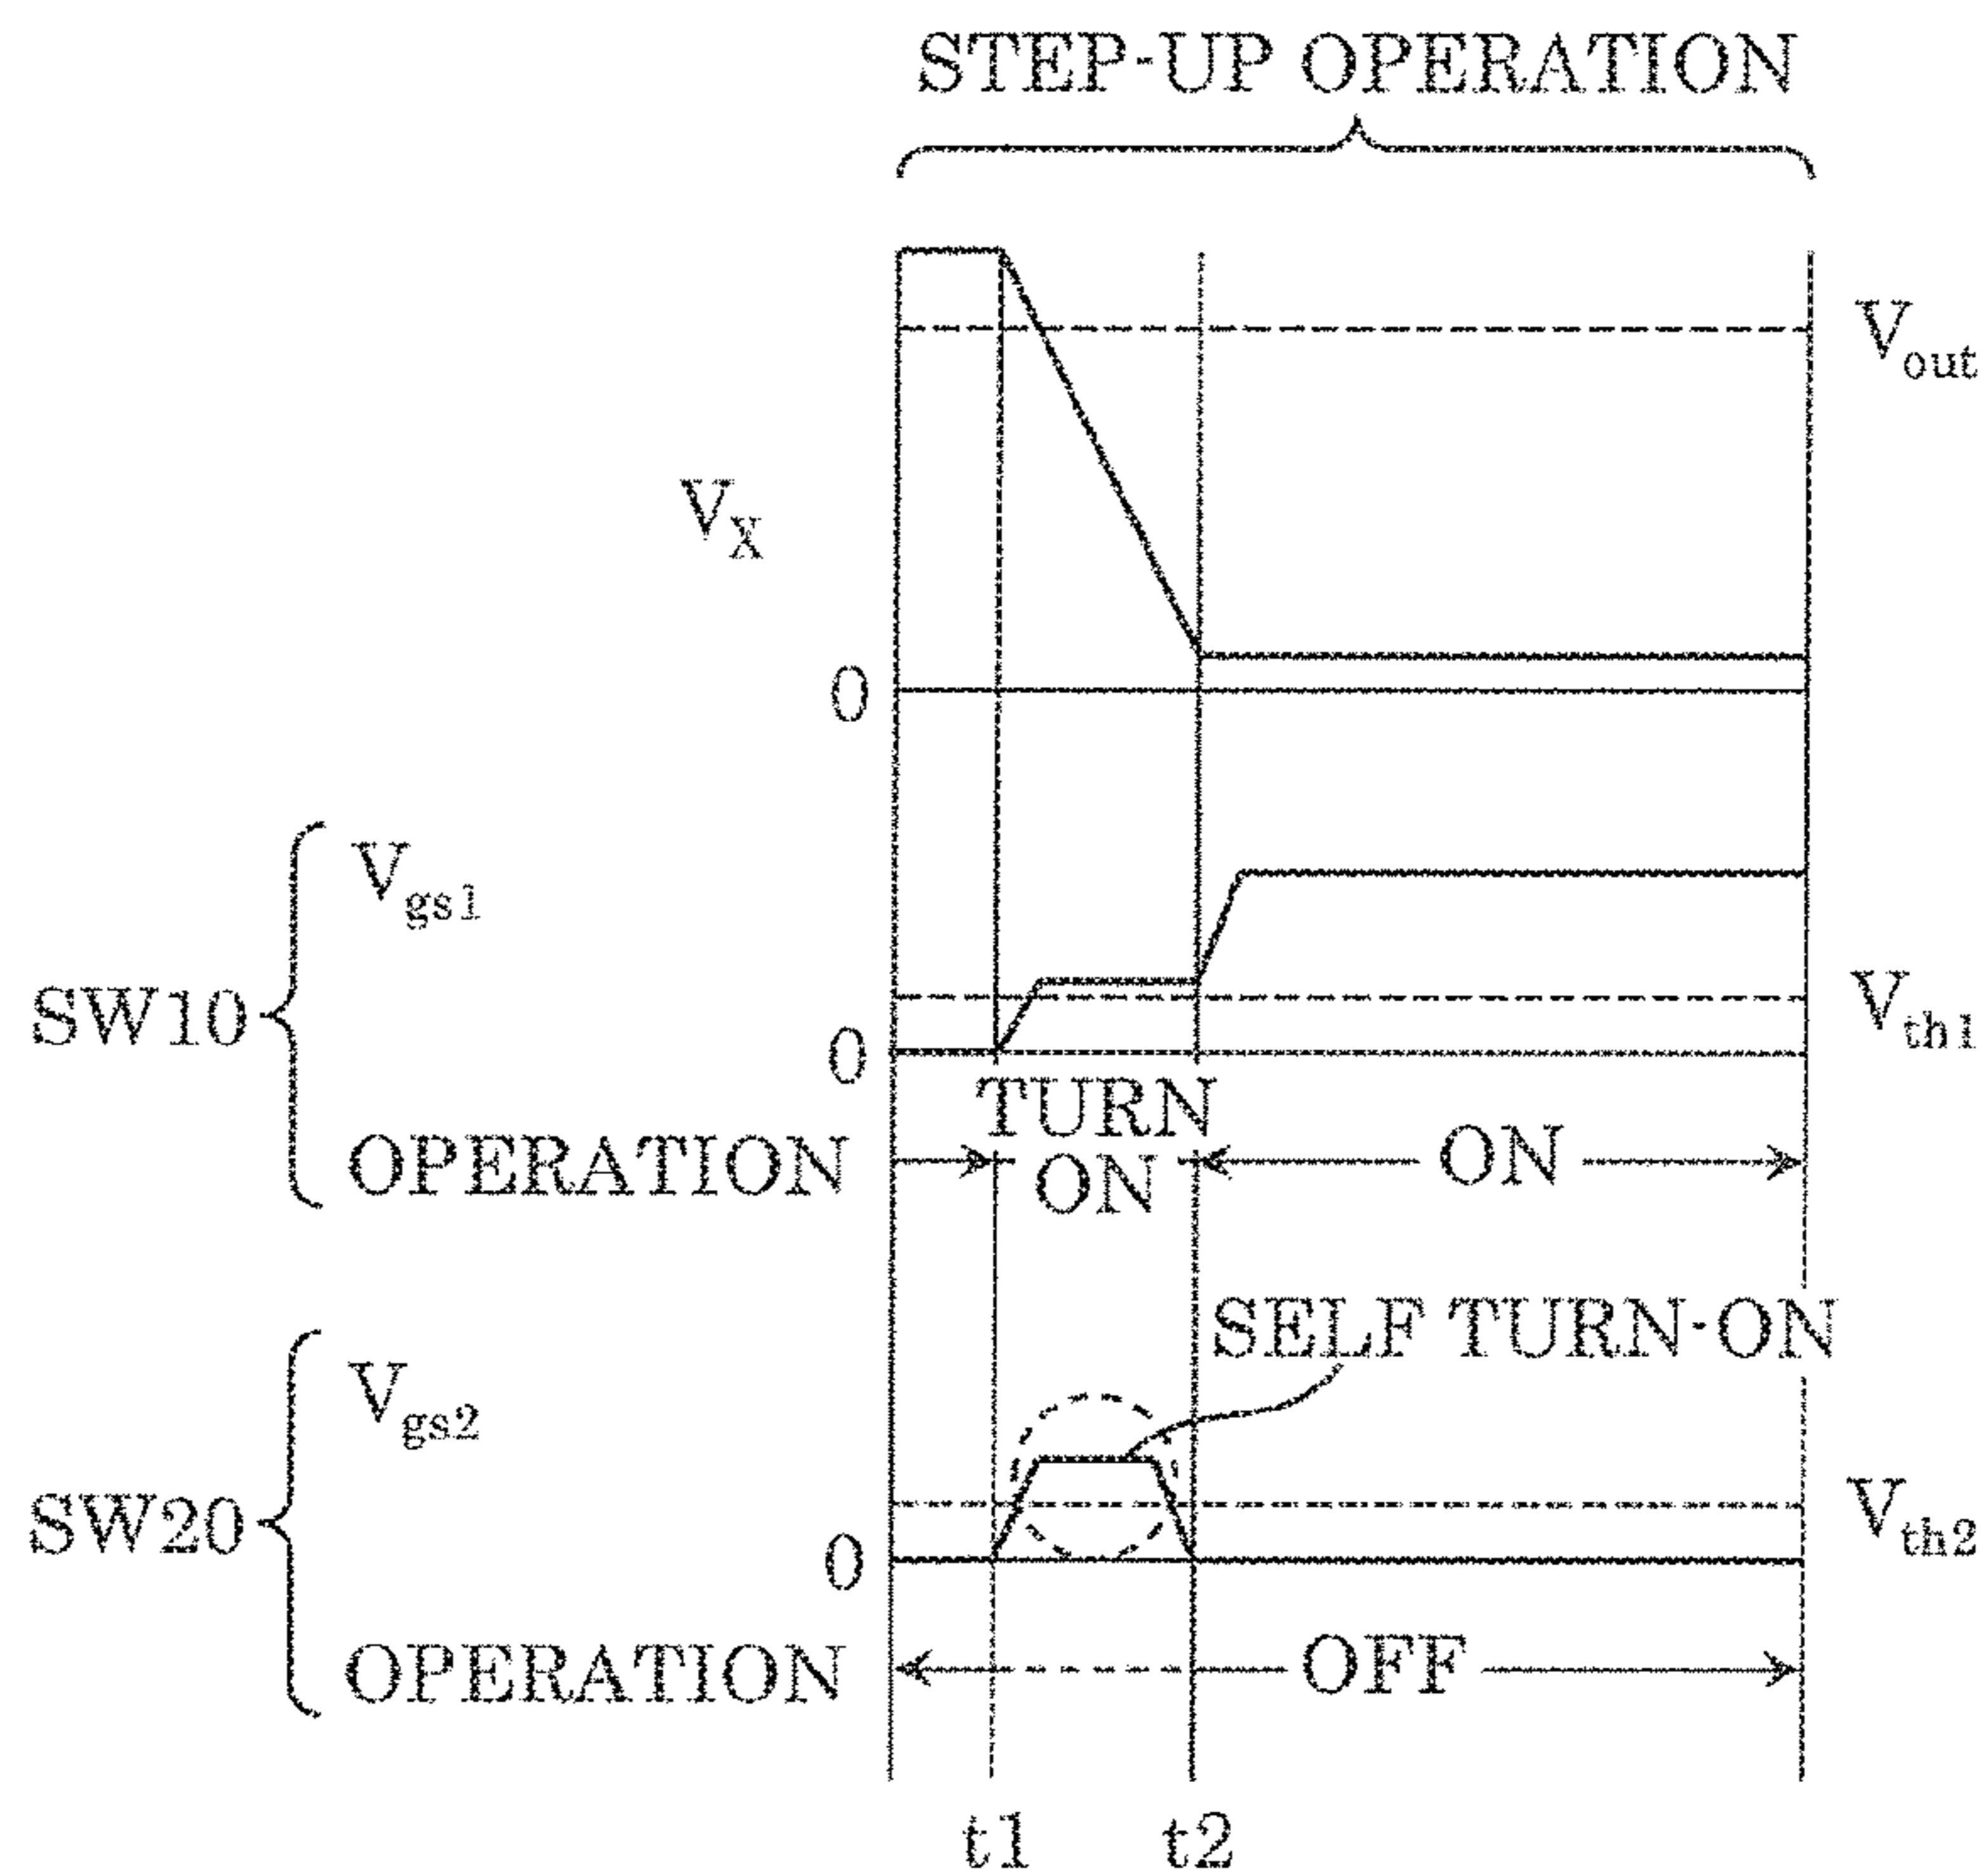 STEP-UP OPERATION
Vout
VX
0
Vgs1
SW10
Vth1
0
TURN
ON
OPERATION
ON
SELF TURN-ON
Vgs2
SW20
Vth2
0
OPERATION
OFF
t1
t2